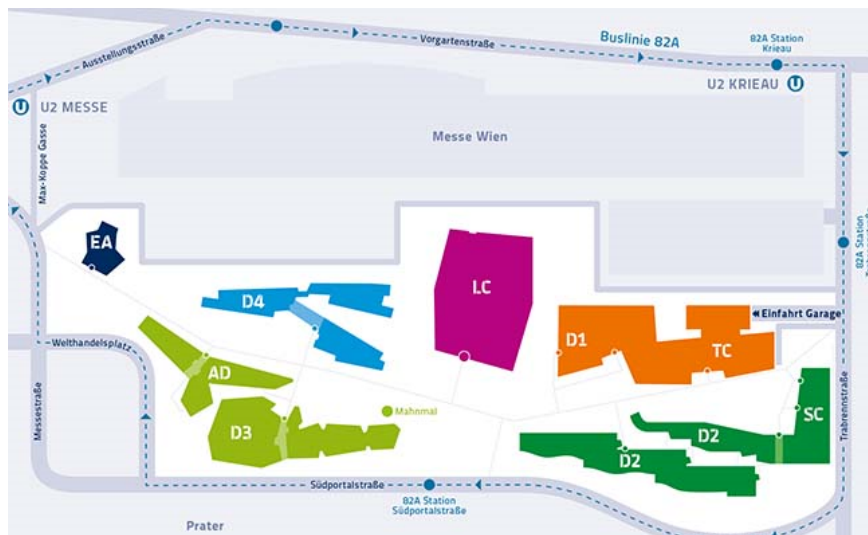 Buslinie 82A
82A Station
Krieau
Ausstellungsstraße
Vorgartenstraße
U U2 MESSE
U2 KRIEAU U
Messe Wien
Max-Koppe Gasse
EA
LC
D4
82A Station
Einfahrt Garage
D1
TC
Welthandelsplatz
AD
Mahnmal
D3
D2
D2
SC
Messestraße
Trabrennstraße
Südportalstraße
82A Station
Südportalstraße
Prater